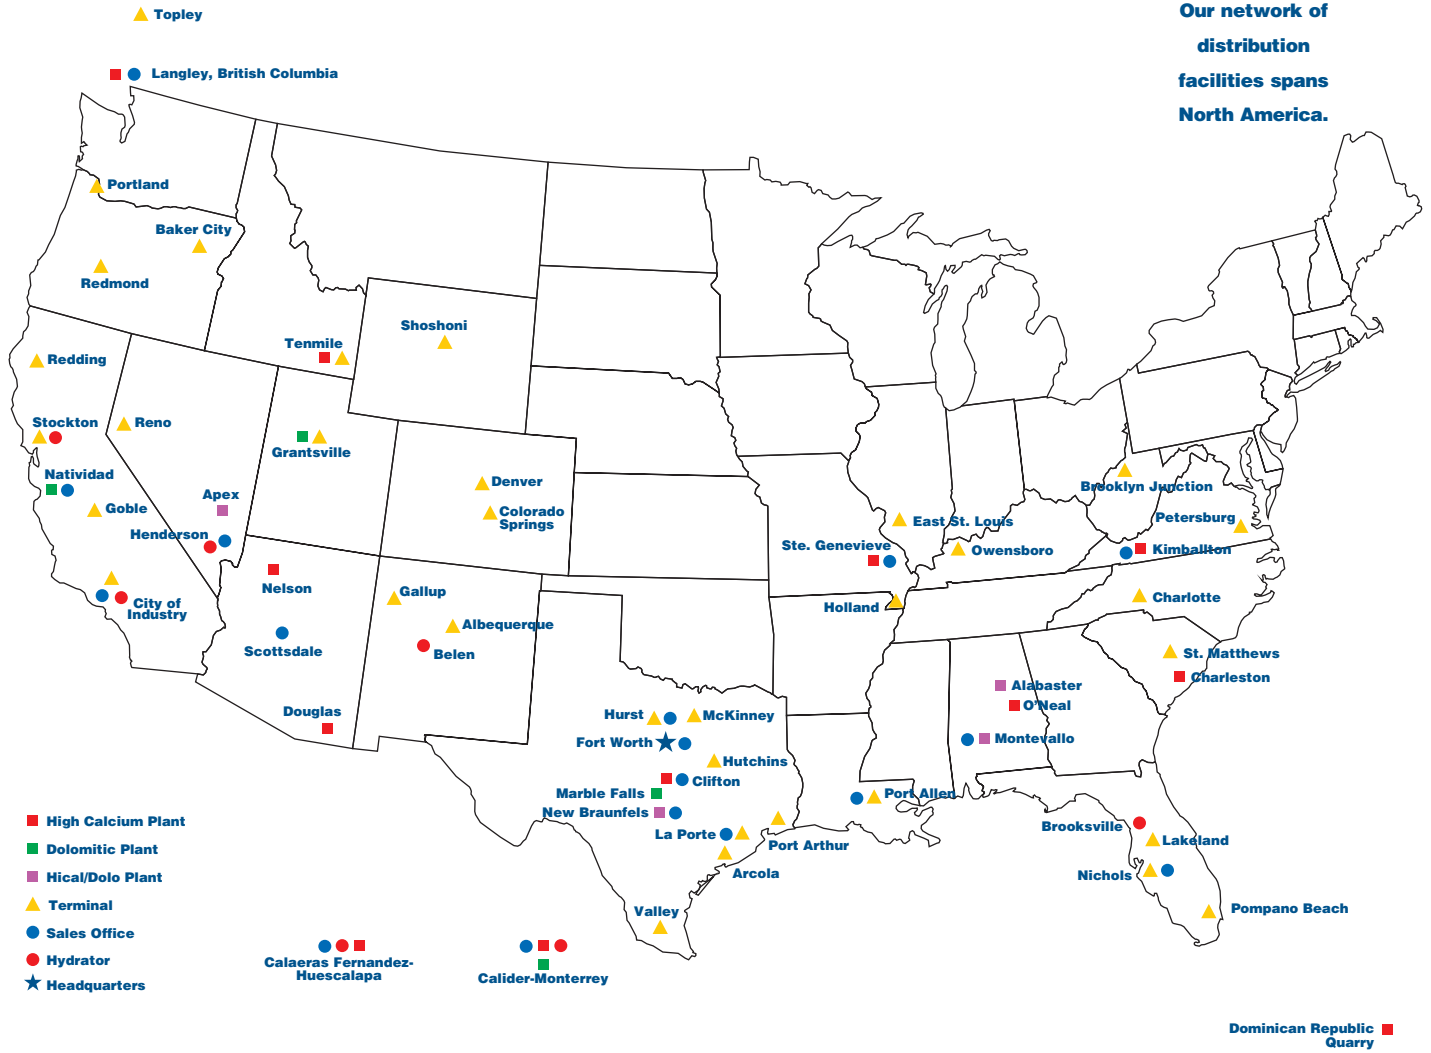 Topley
Our network of
distribution
facilities spans
North America.
Langley, British Columbia
Portland
Baker City
Redmond
Shoshoni
Tenmile
Redding
Stockton
Reno
Grantsville
Natividad
Denver
Goble
Apex
Colorado
Springs
Henderson
Brooklyn Junction
East St. Louis
Petersburg
Ste. Genevieve
Owensboro
Kimballton
Nelson
Gallup
City of
Industry
Holland
Charlotte
Albequerque
Scottsdale
Belen
St. Matthews
Charleston
Alabaster
O'Neal
Douglas
Hurst
McKinney
Fort Worth
Montevallo
Hutchins
Clifton
Marble Falls
Port Allen
New Braunfels
La Porte
Port Arthur
Arcola
Brooksville
Lakeland
Nichols
Valley
Pompano Beach
High Calcium Plant
Dolomitic Plant
Hical/Dolo Plant
Terminal
Sales Office
Hydrator
Headquarters
Calaeras Fernandez-
Huescalapa
Calider-Monterrey
Dominican Republic
Quarry